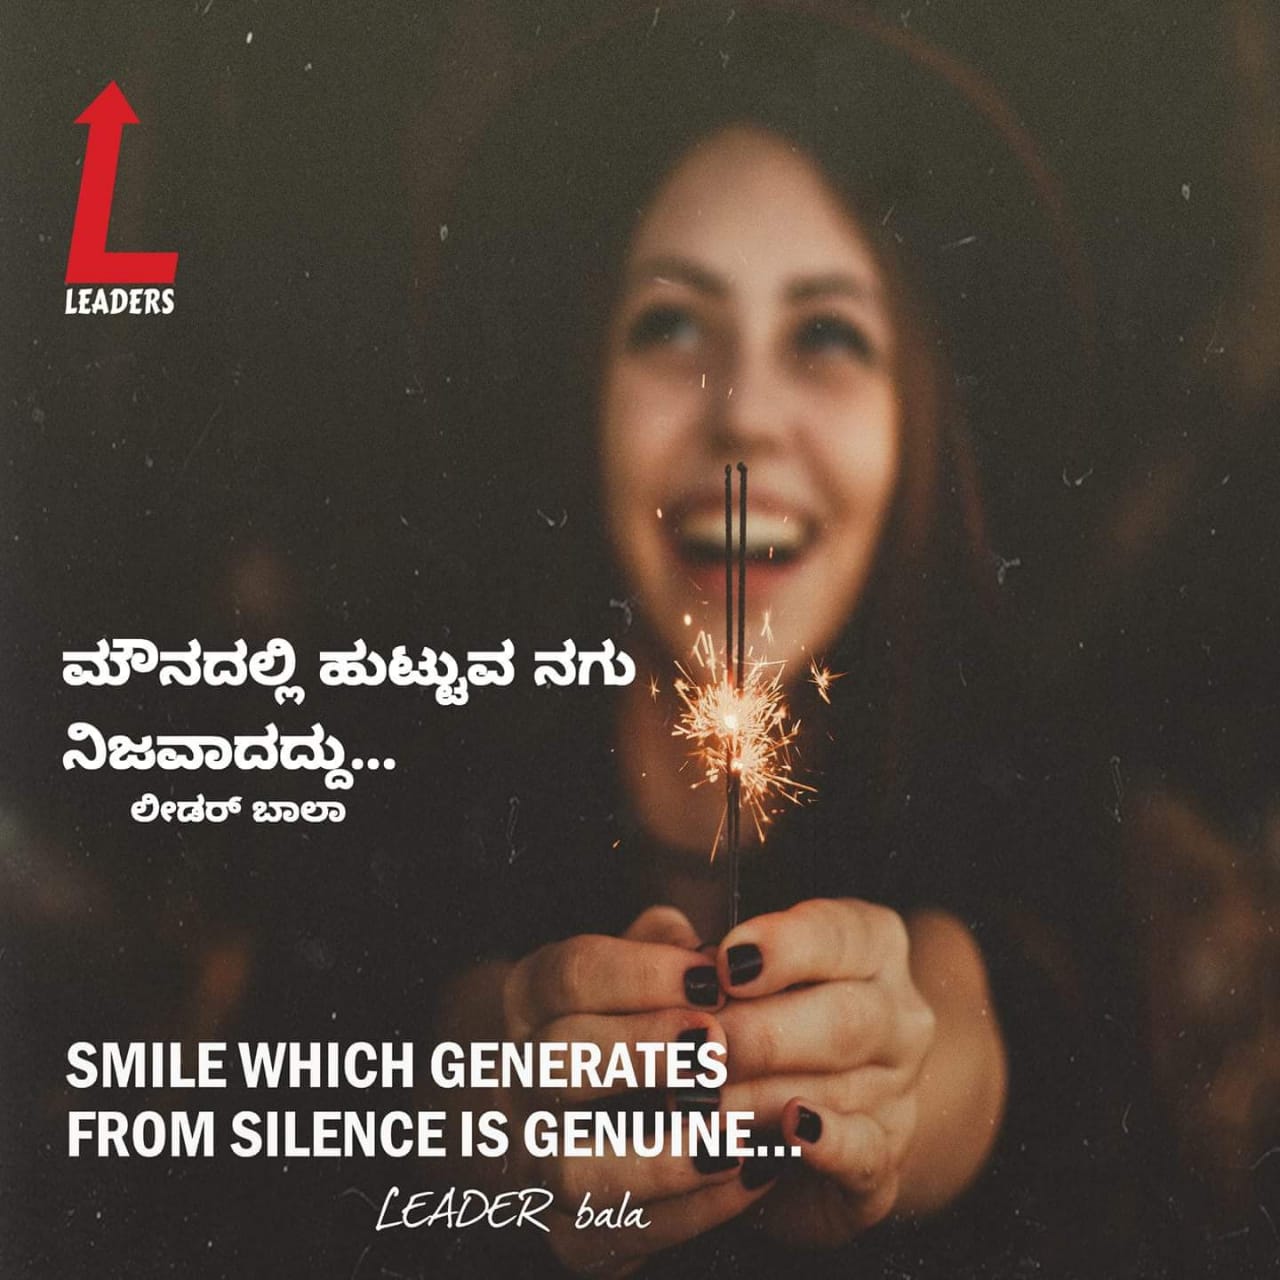 LEADERS
ಮೌನದಲ್ಲಿ ಹುಟ್ಟುವ ನಗು
ನಿಜವಾದದ್ದು...
ಲೀಡರ್ ಬಾಲಾ
SMILE WHICH GENERATES
FROM SILENCE IS GENUINE...
LEADER bala